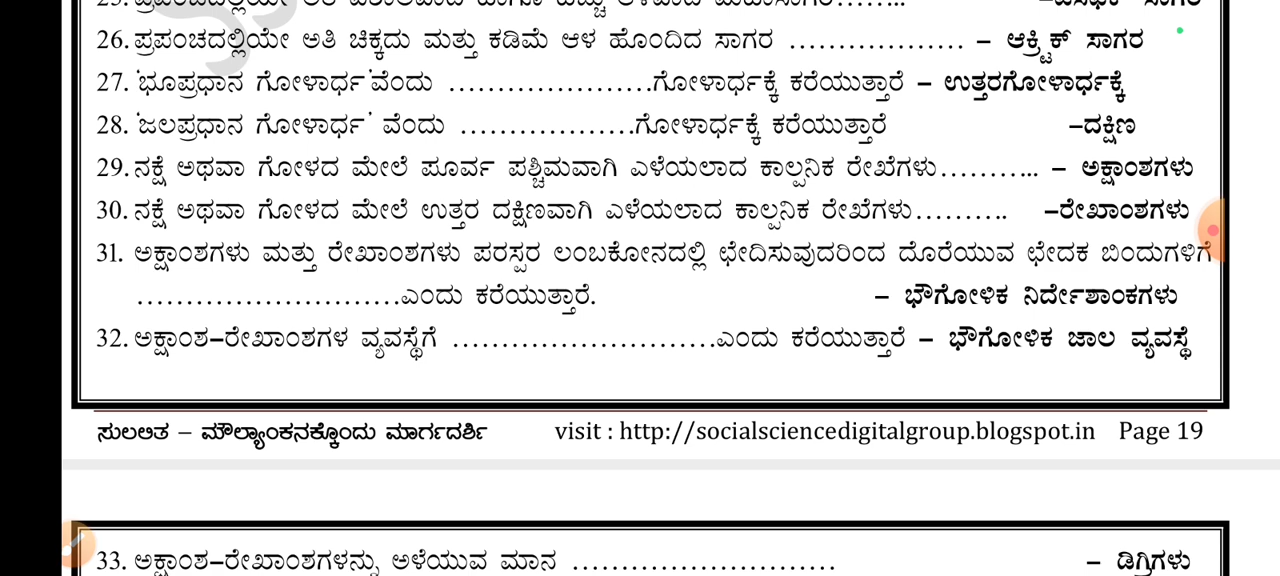 26. ಪ್ರಪಂಚದಲ್ಲಿಯೇ ಅತಿ ಚಿಕ್ಕದು ಮತ್ತು ಕಡಿಮೆ ಆಳ ಹೊಂದಿದ ಸಾಗರ .................. – ಆರ್ಕ್ಟಿಕ್ ಸಾಗರ
27. 'ಭೂಪ್ರಧಾನ ಗೋಳಾರ್ಧ'ವೆಂದು .....................ಗೋಳಾರ್ಧಕ್ಕೆ ಕರೆಯುತ್ತಾರೆ – ಉತ್ತರಗೋಳಾರ್ಧಕ್ಕೆ
28. 'ಜಲಪ್ರಧಾನ ಗೋಳಾರ್ಧ' ವೆಂದು ..................ಗೋಳಾರ್ಧಕ್ಕೆ ಕರೆಯುತ್ತಾರೆ –ದಕ್ಷಿಣ
29. ನಕ್ಷೆ ಅಥವಾ ಗೋಳದ ಮೇಲೆ ಪೂರ್ವ ಪಶ್ಚಿಮವಾಗಿ ಎಳೆಯಲಾದ ಕಾಲ್ಪನಿಕ ರೇಖೆಗಳು........... – ಅಕ್ಷಾಂಶಗಳು
30. ನಕ್ಷೆ ಅಥವಾ ಗೋಳದ ಮೇಲೆ ಉತ್ತರ ದಕ್ಷಿಣವಾಗಿ ಎಳೆಯಲಾದ ಕಾಲ್ಪನಿಕ ರೇಖೆಗಳು.......... –ರೇಖಾಂಶಗಳು
31. ಅಕ್ಷಾಂಶಗಳು ಮತ್ತು ರೇಖಾಂಶಗಳು ಪರಸ್ಪರ ಲಂಬಕೋನದಲ್ಲಿ ಛೇದಿಸುವುದರಿಂದ ದೊರೆಯುವ ಛೇದಕ ಬಿಂದುಗಳಿಗೆ
...........................ಎಂದು ಕರೆಯುತ್ತಾರೆ. – ಭೌಗೋಳಿಕ ನಿರ್ದೇಶಾಂಕಗಳು
32. ಅಕ್ಷಾಂಶ–ರೇಖಾಂಶಗಳ ವ್ಯವಸ್ಥೆಗೆ ...........................ಎಂದು ಕರೆಯುತ್ತಾರೆ – ಭೌಗೋಳಿಕ ಜಾಲ ವ್ಯವಸ್ಥೆ
ಸುಲಲಿತ – ಮೌಲ್ಯಾಂಕನಕ್ಕೊಂದು ಮಾರ್ಗದರ್ಶಿ visit : http://socialsciencedigitalgroup.blogspot.in Page 19
33. ಅಕ್ಷಾಂಶ–ರೇಖಾಂಶಗಳನ್ನು ಅಳೆಯುವ ಮಾನ ........................... – ಡಿಗ್ರಿಗಳು